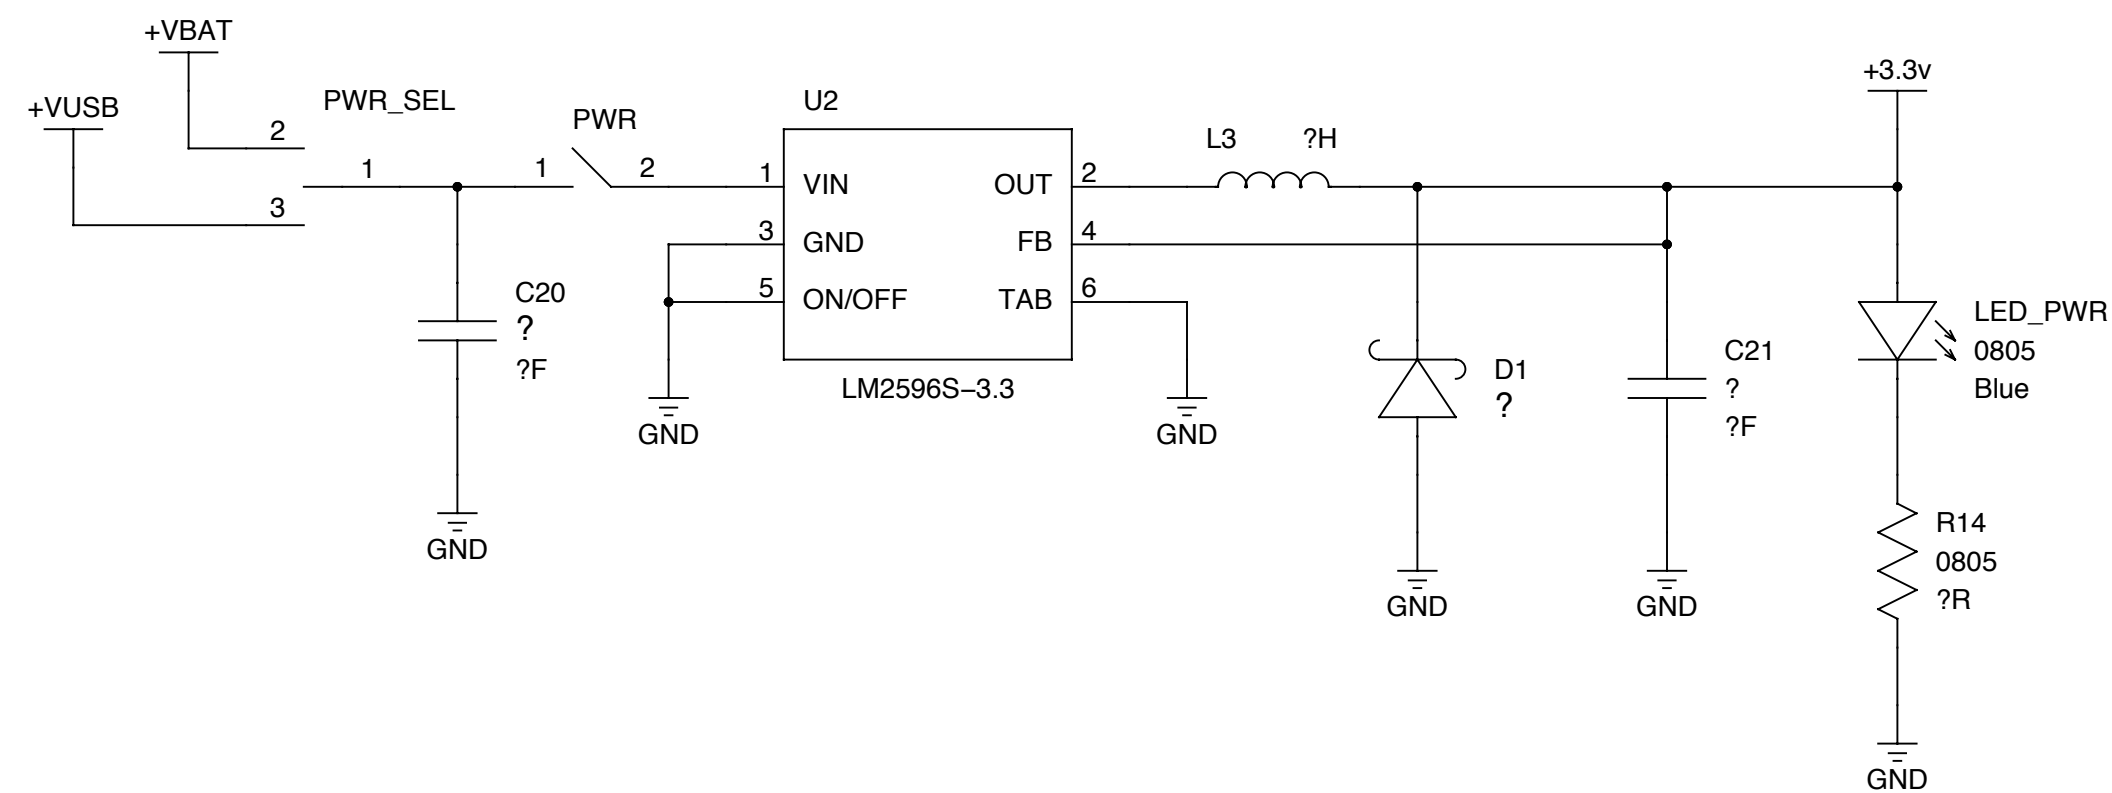 +VBAT
+VUSB
PWR_SEL
2
1
3
PWR
1
2
C20
?
?F
GND
U2
1
VIN
3
GND
5
ON/OFF
OUT
2
FB
4
TAB
6
LM2596S–3.3
GND
GND
L3
?H
D1
?
GND
C21
?
?F
GND
+3.3v
LED_PWR
0805
Blue
R14
0805
?R
GND